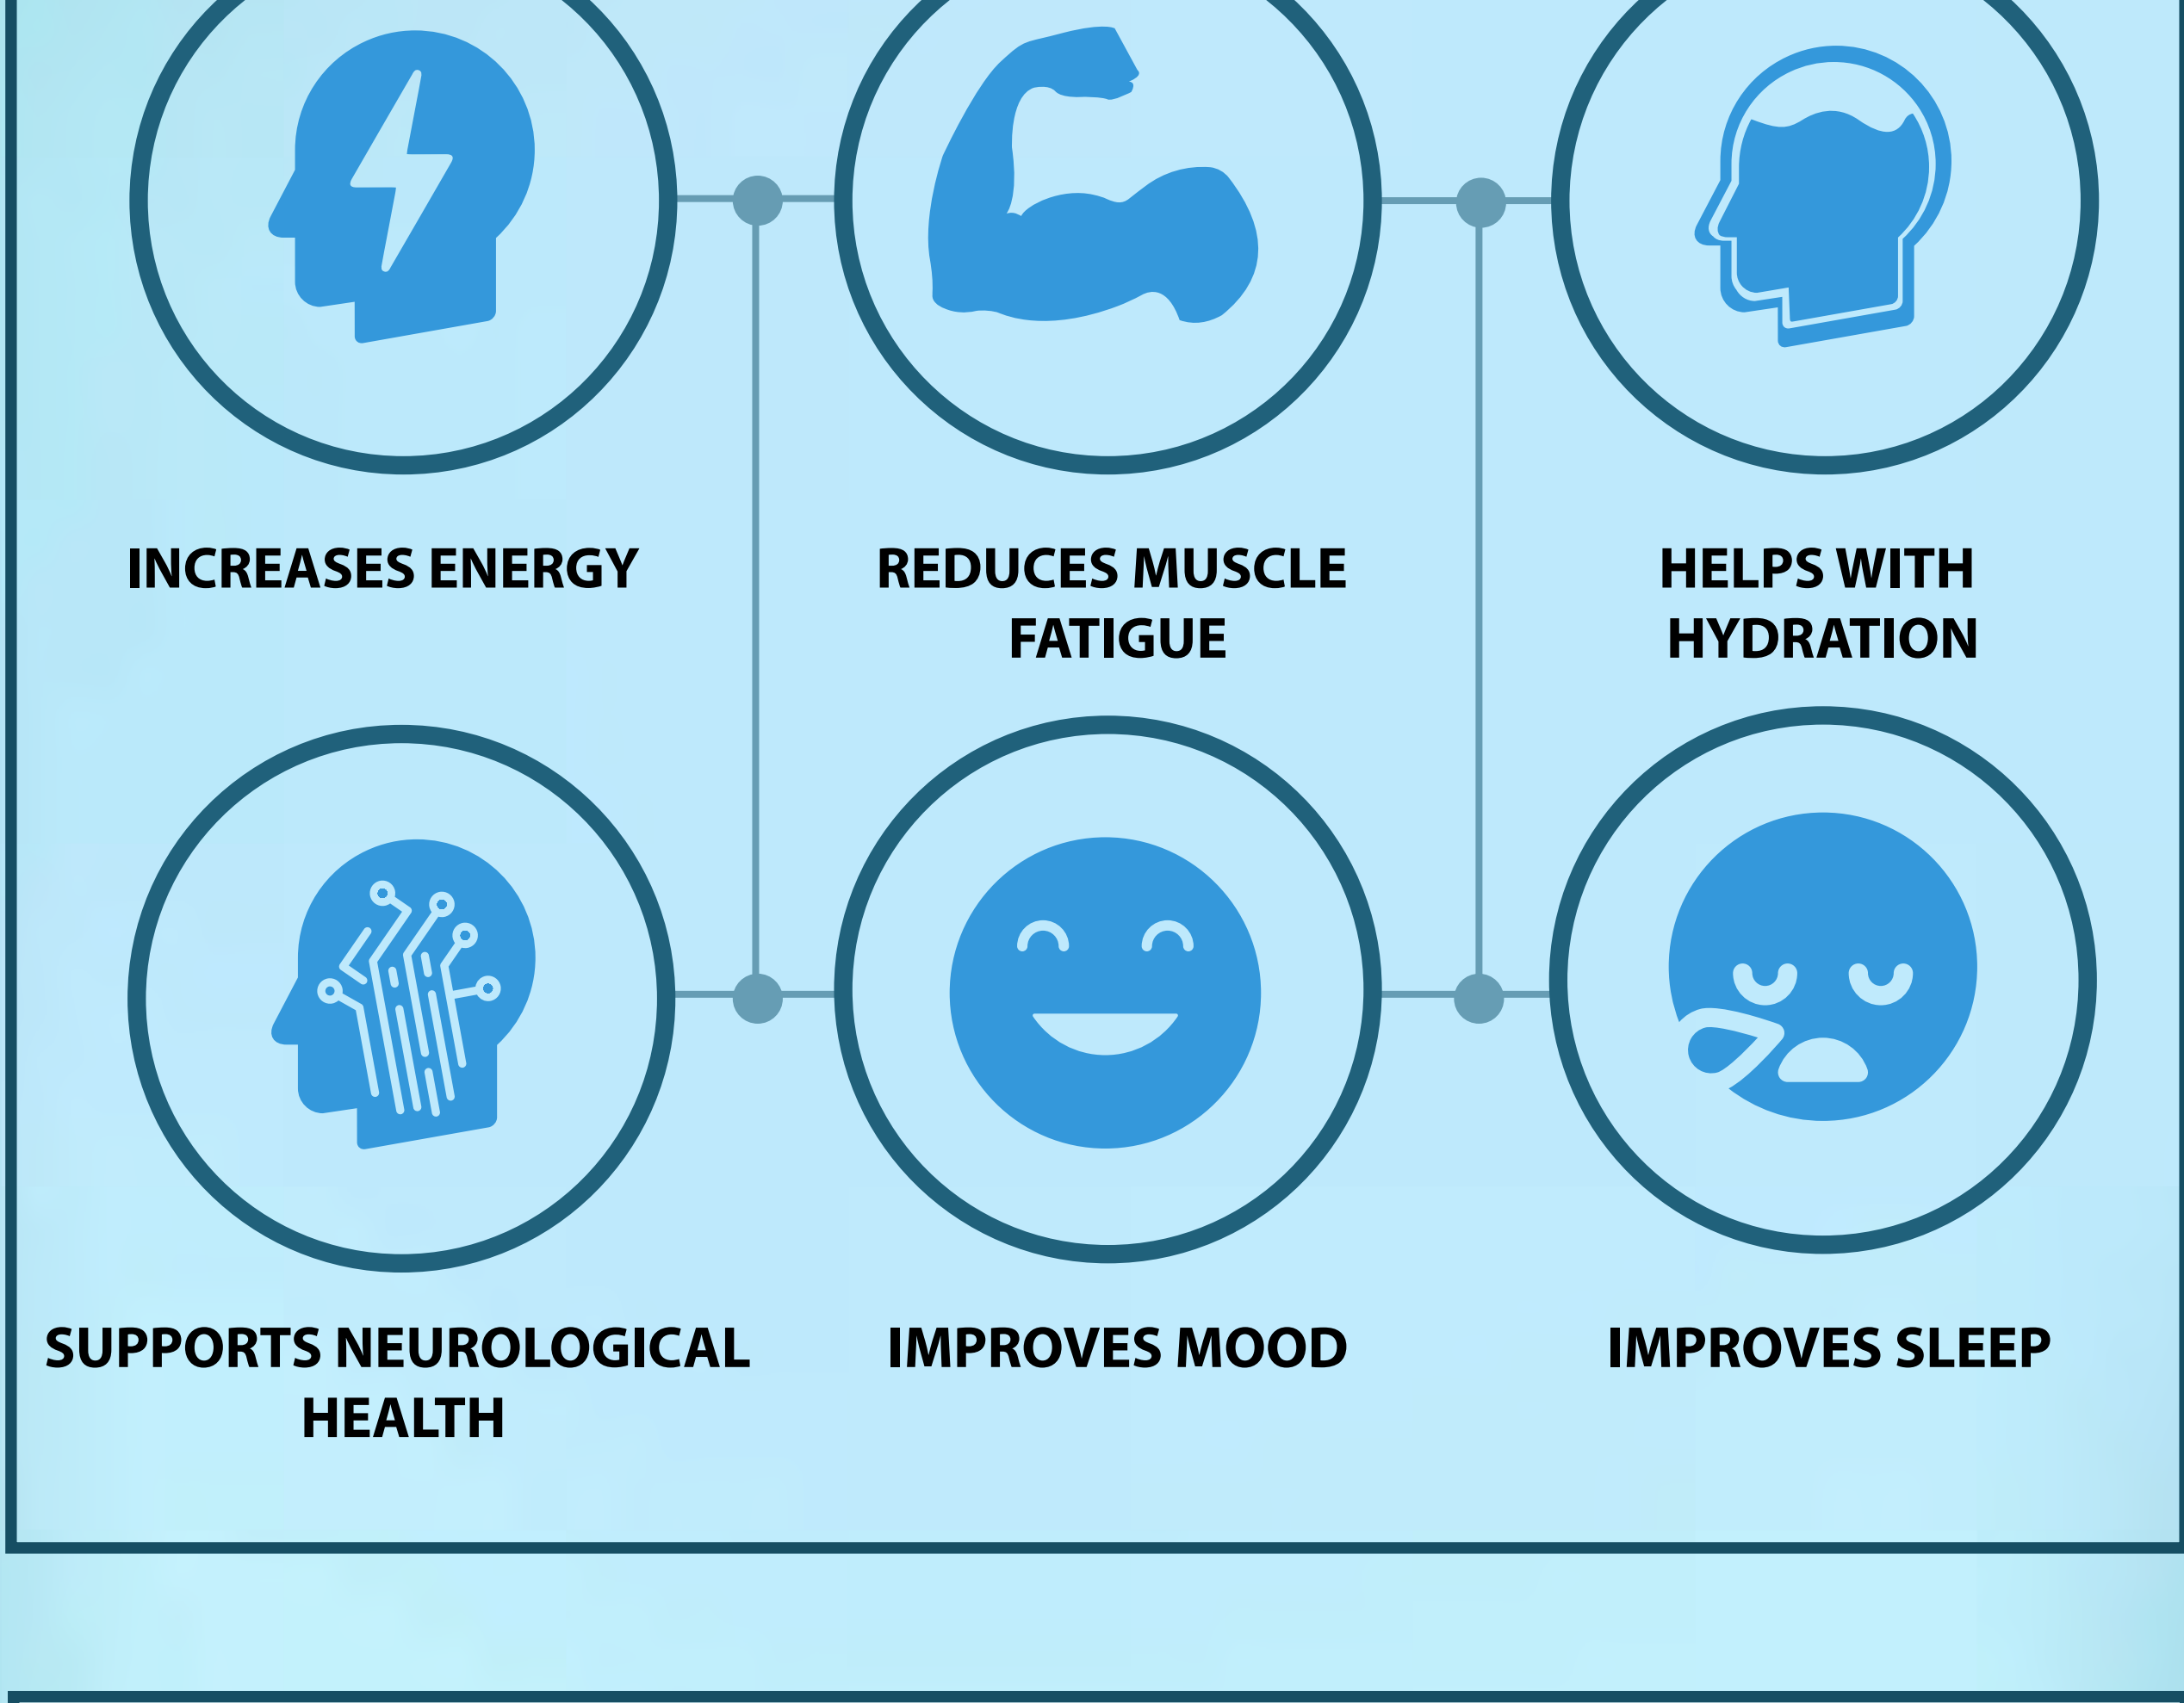 INCREASES ENERGY
REDUCES MUSCLE
FATIGUE
HELPS WITH
HYDRATION
SUPPORTS NEUROLOGICAL
HEALTH
IMPROVES MOOD
IMPROVES SLEEP